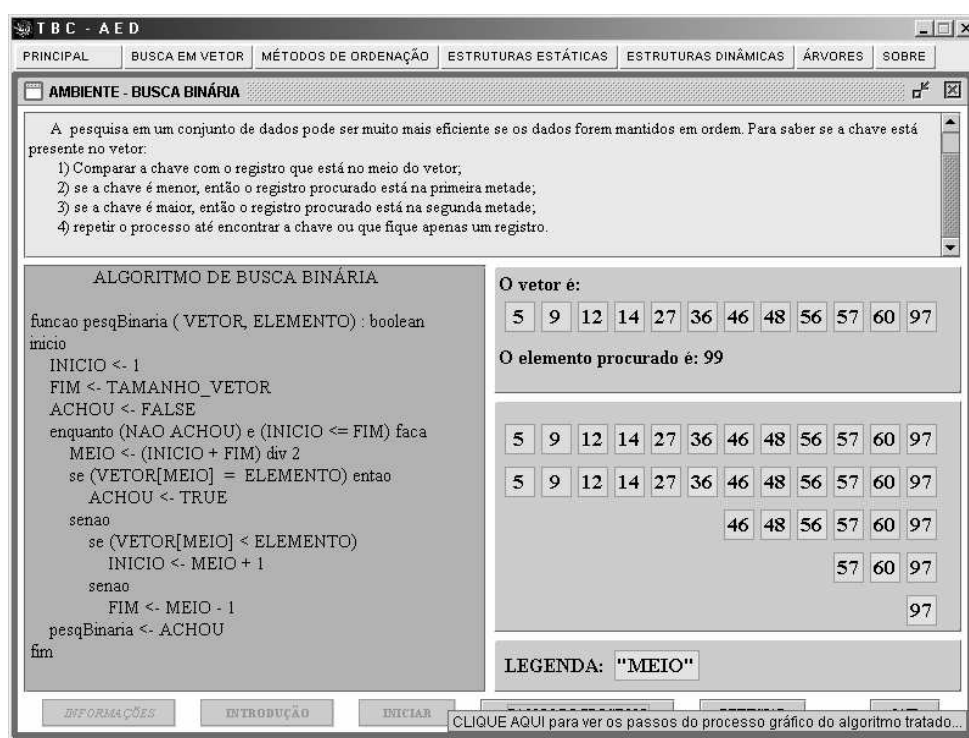 TBC - AED
PRINCIPAL BUSCA EM VETOR MÉTODOS DE ORDENAÇÃO ESTRUTURAS ESTÁTICAS ESTRUTURAS DINÂMICAS ÁRVORES SOBRE
AMBIENTE - BUSCA BINÁRIA
A pesquisa em um conjunto de dados pode ser muito mais eficiente se os dados forem mantidos em ordem. Para saber se a chave está
presente no vetor:
1) Comparar a chave com o registro que está no meio do vetor;
2) se a chave é menor, então o registro procurado está na primeira metade;
3) se a chave é maior, então o registro procurado está na segunda metade;
4) repetir o processo até encontrar a chave ou que fique apenas um registro.
ALGORITMO DE BUSCA BINÁRIA
funcao pesqBinaria ( VETOR, ELEMENTO) : boolean
inicio
INICIO <- 1
FIM <- TAMANHO_VETOR
ACHOU <- FALSE
enquanto (NAO ACHOU) e (INICIO <= FIM) faca
MEIO <- (INICIO + FIM) div 2
se (VETOR[MEIO] = ELEMENTO) entao
ACHOU <- TRUE
senao
se (VETOR[MEIO] < ELEMENTO)
INICIO <- MEIO + 1
senao
FIM <- MEIO - 1
pesqBinaria <- ACHOU
fim
O vetor é:
5 9 12 14 27 36 46 48 56 57 60 97
O elemento procurado é: 99
5 9 12 14 27 36 46 48 56 57 60 97
5 9 12 14 27 36 46 48 56 57 60 97
46 48 56 57 60 97
57 60 97
97
LEGENDA: "MEIO"
INFORMAÇÕES INTRODUÇÃO INICIAR
CLIQUE AQUI para ver os passos do processo gráfico do algoritmo tratado...